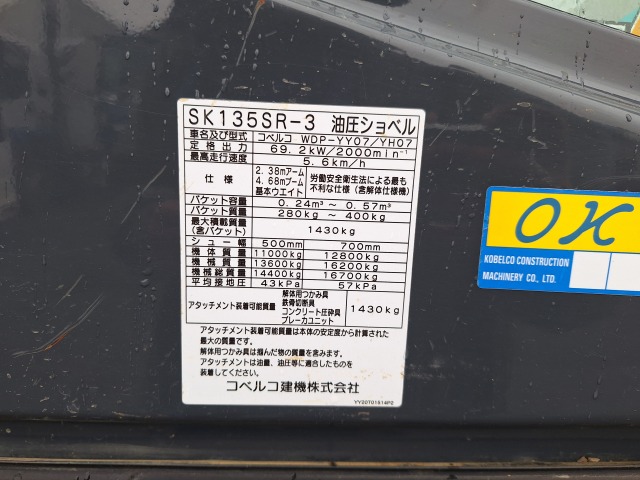 SK135SR-3 油圧ショベル
車名及び型式 コベルコ WDP-YY07/YH07
定格出力 69.2kW/2000min⁻¹
最高走行速度 5.6km/h
仕様 2.38mアーム 4.68mブーム 基本ウエイト 労働安全衛生法による最も不利な仕様(含解体仕様機)
バケット容量 0.24m³ ~ 0.57m³
バケット質量 280kg ~ 400kg
最大積載質量(含バケット) 1430kg
シュー幅 500mm 700mm
機体質量 11000kg 12800kg
機械質量 13600kg 16200kg
機械総質量 14400kg 16700kg
平均接地圧 43kPa 57kPa
アタッチメント装着可能質量 解体用つかみ具 鉄骨切断具 コンクリート圧砕具 ブレーカユニット 1430kg
アタッチメント装着可能質量は本体の安定度から計算された
最大の質量です。
解体用つかみ具は掴んだ物の質量を含みます。
アタッチメントは油量、油圧等に適合したものを
装着してください。
コベルコ建機株式会社
YY20T01814P2
OK
KOBELCO CONSTRUCTION
MACHINERY CO., LTD.